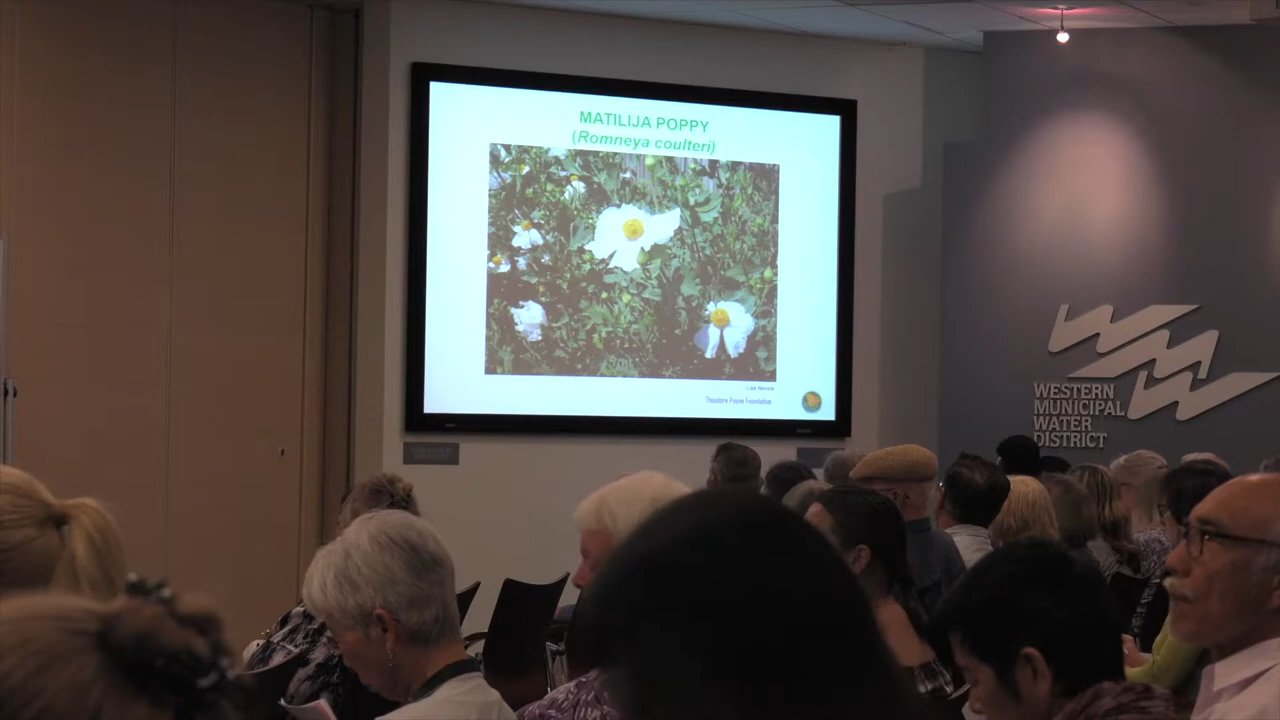 MATILIJA POPPY
(Romneya coulteri)
Theodore Payne Foundation
WESTERN
MUNICIPAL
WATER
DISTRICT